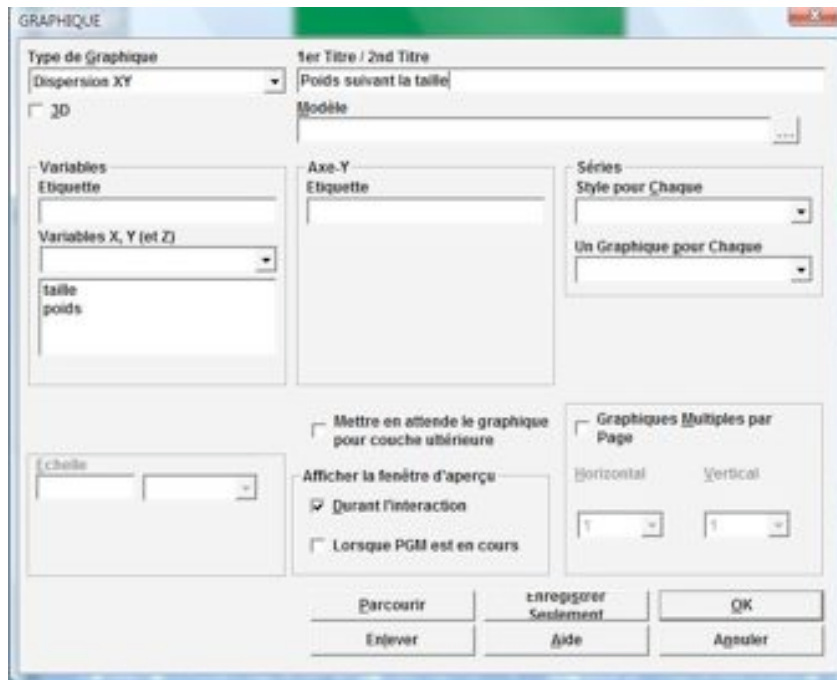 GRAPHIQUE
Type de Graphique
Dispersion XY
3D
1er Titre / 2nd Titre
Poids suivant la taille
Modèle
...
Variables
Etiquette
Variables X, Y (et Z)
taille
poids
Axe-Y
Etiquette
Séries
Style pour Chaque
Un Graphique pour Chaque
Mettre en attende le graphique
pour couche ultérieure
Graphiques Multiples par
Page
Echelle
Afficher la fenêtre d'aperçu
Durant l'interaction
Lorsque PGM est en cours
Horizontal
Vertical
1
1
Parcourir
Enregistrer
Seulement
OK
Enlever
Aide
Annuler